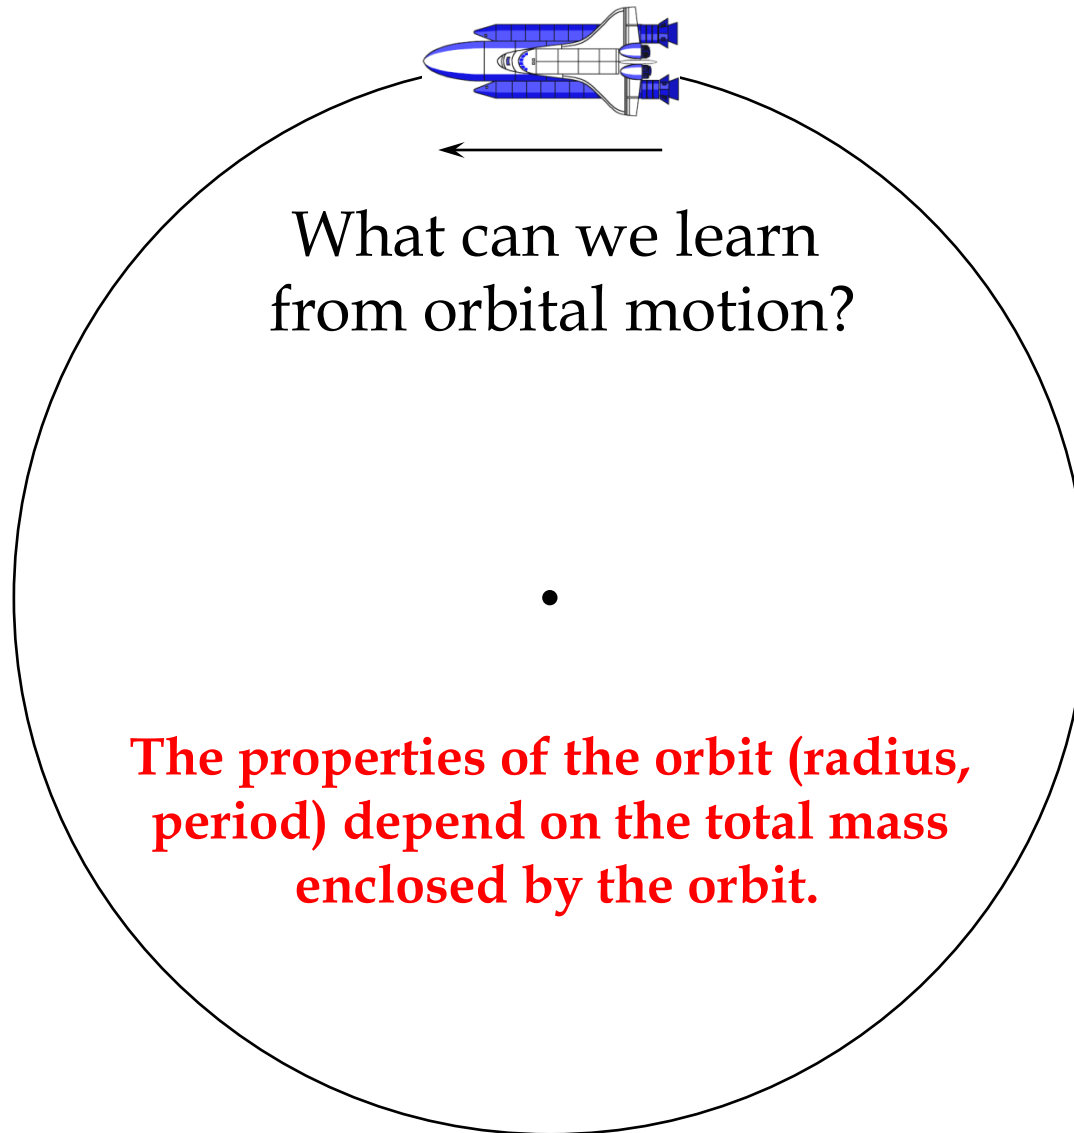 What can we learn
from orbital motion?
The properties of the orbit (radius,
period) depend on the total mass
enclosed by the orbit.